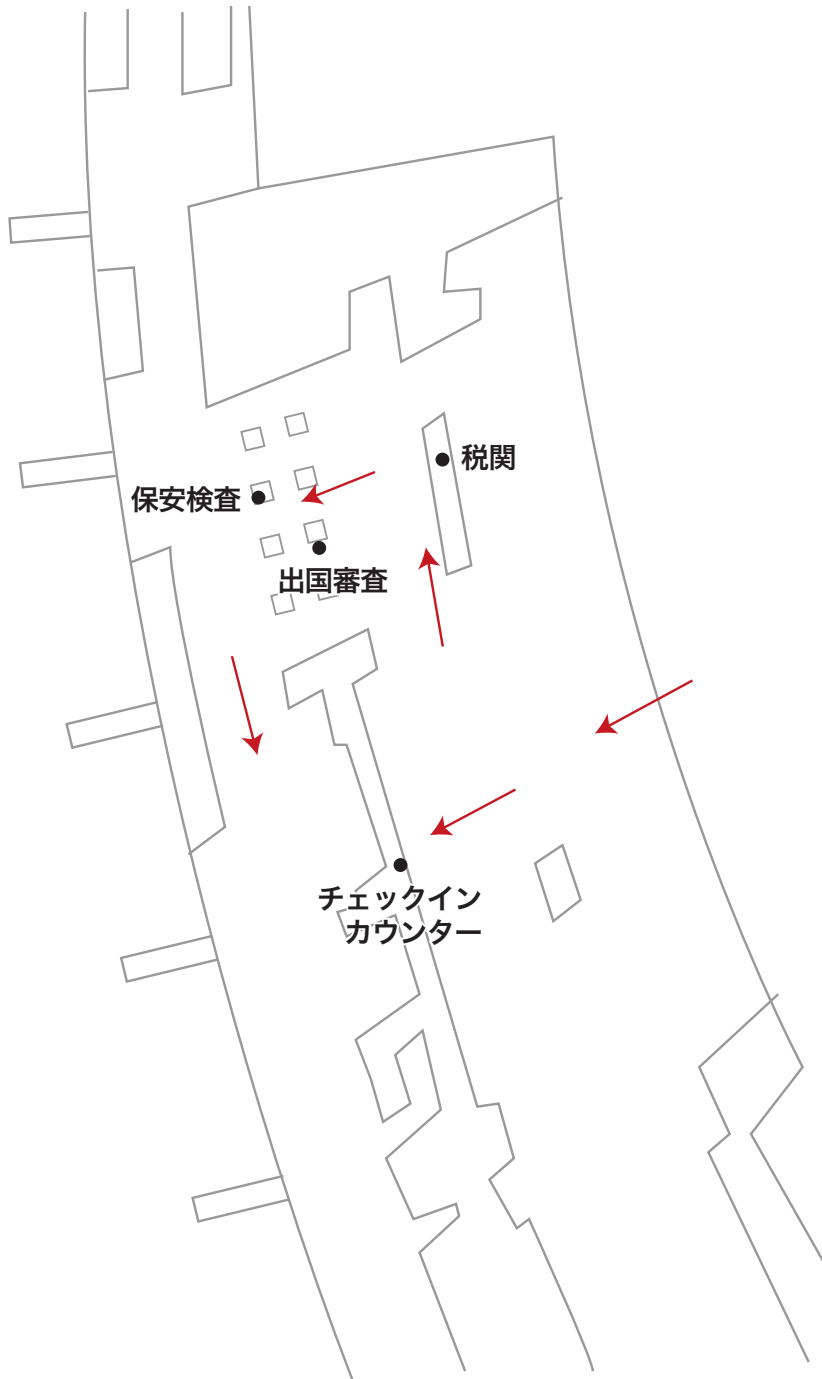 税関
保安検査
出国審査
チェックイン
カウンター